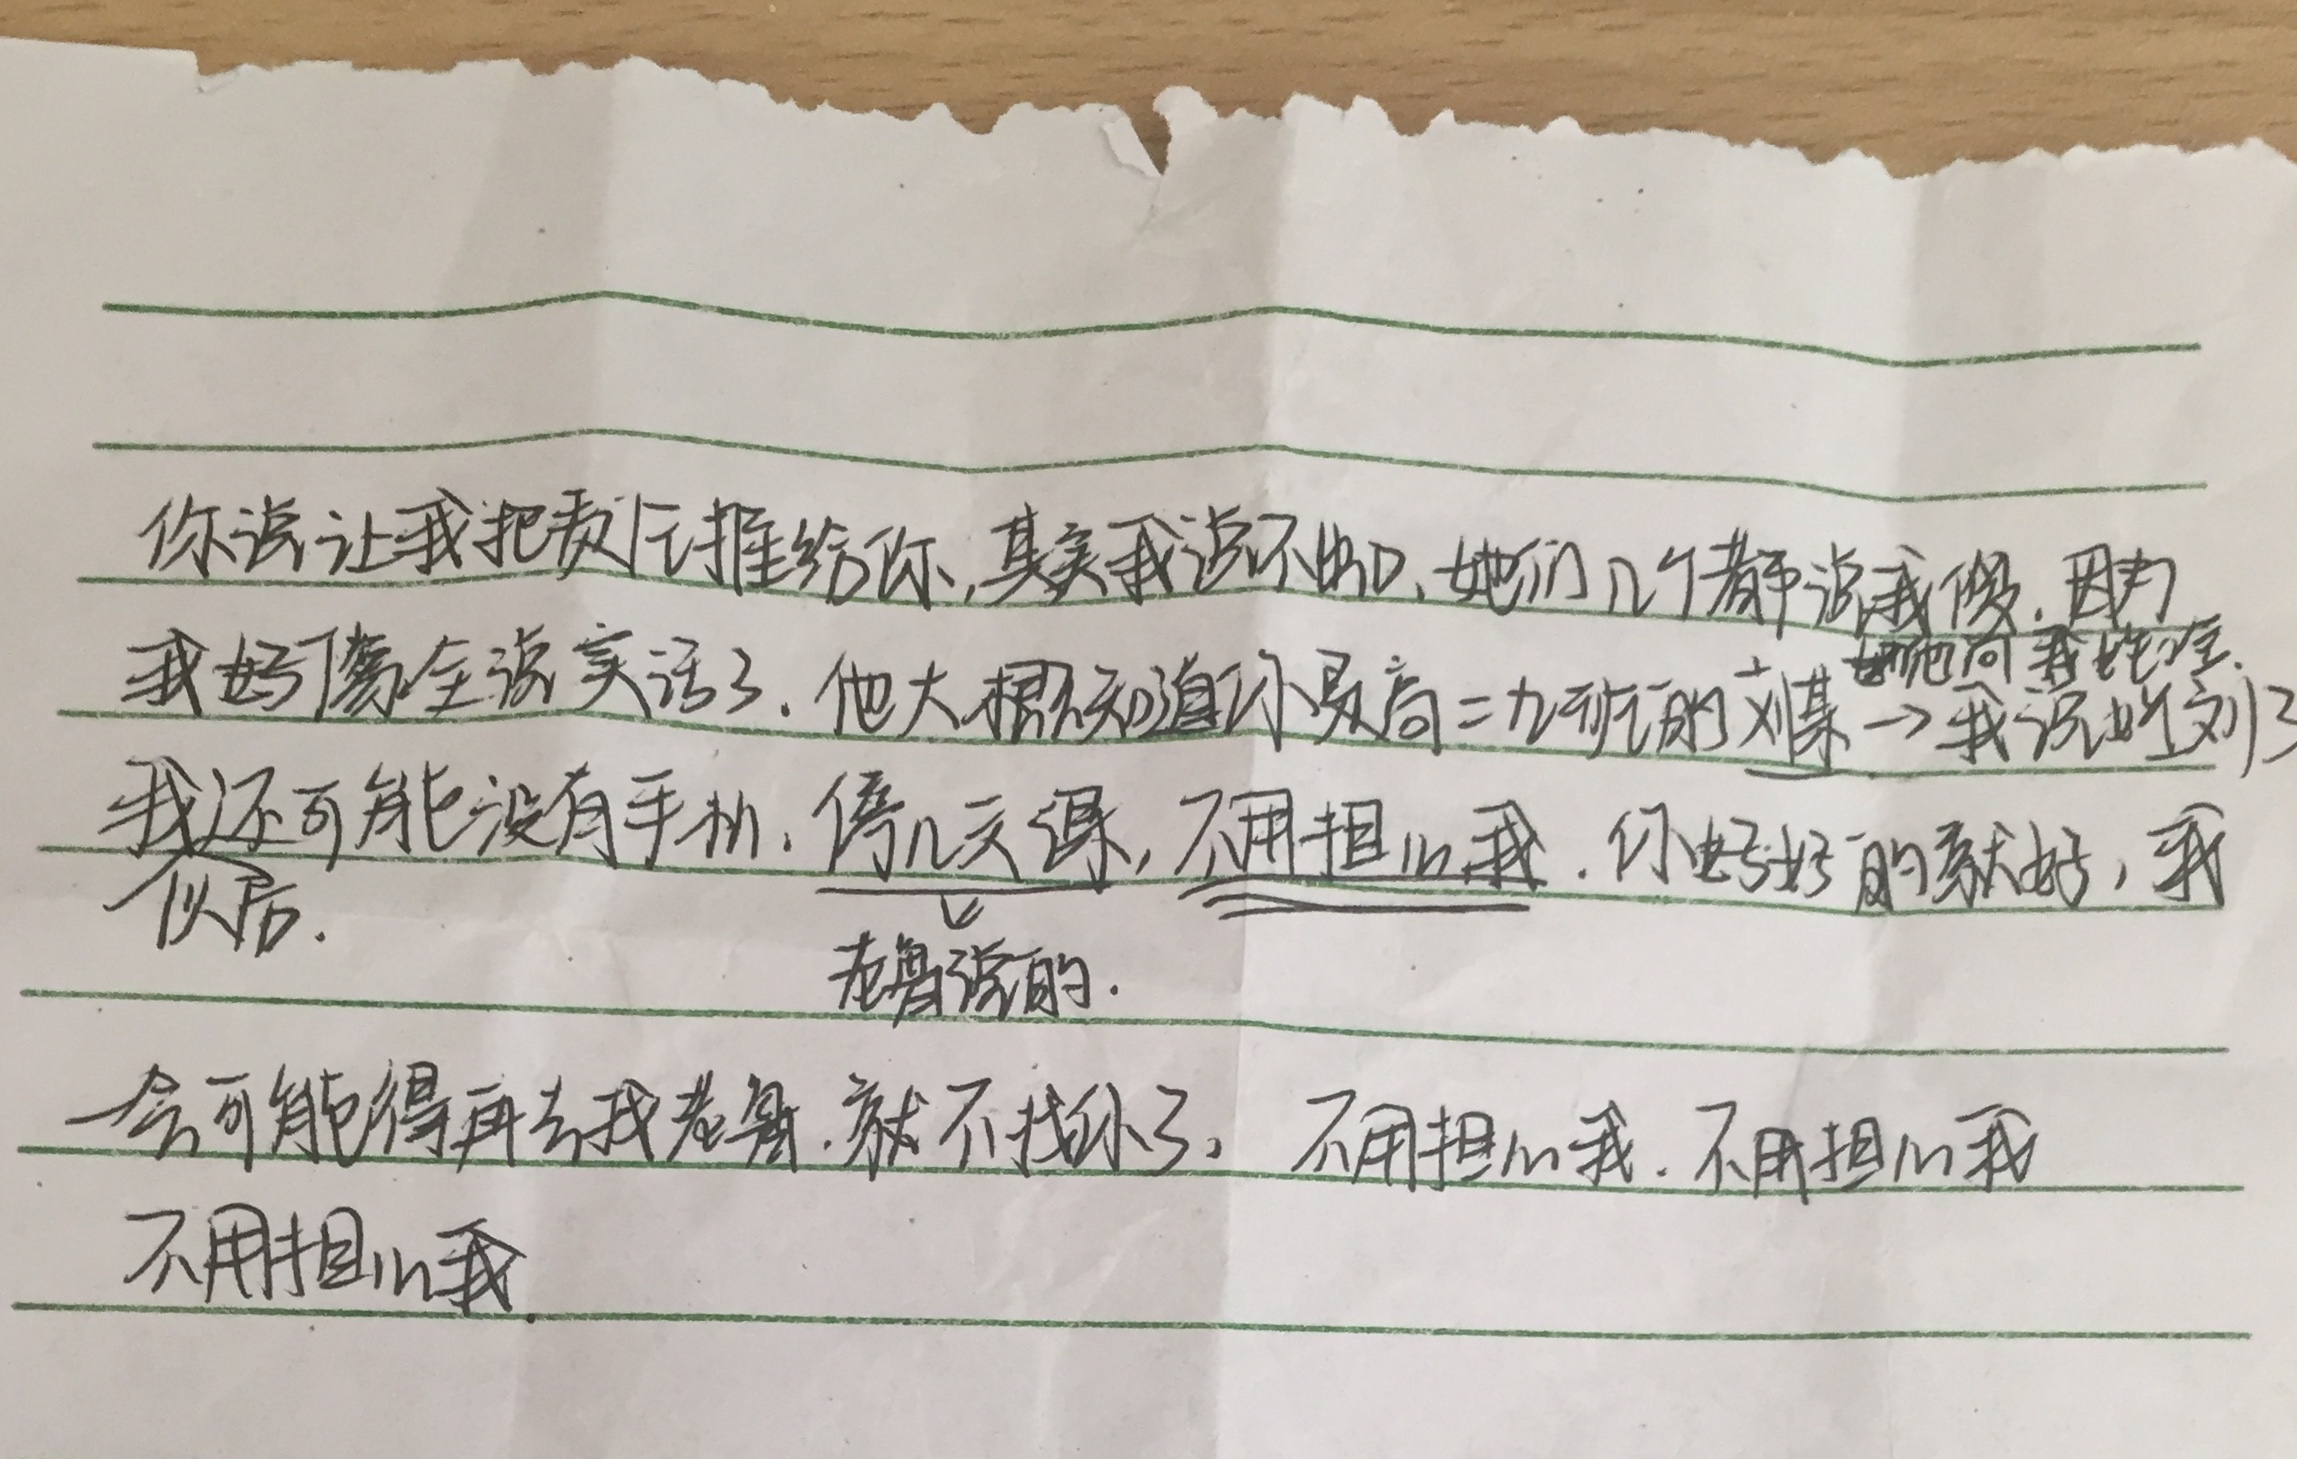 你说让我把责任推给你,其实我说不出口,她们几个都说我傻.因为
我好像全说实话了.他大概知道你是高二九班的刘某→我说姓刘了
她问我姓啥.
我还可能没有手机.停几天课,不用担心我.你好好的就好,我
以后.
老鲁说的.
一会可能得再去找老鲁.就不找你了. 不用担心我.不用担心我
不用担心我.